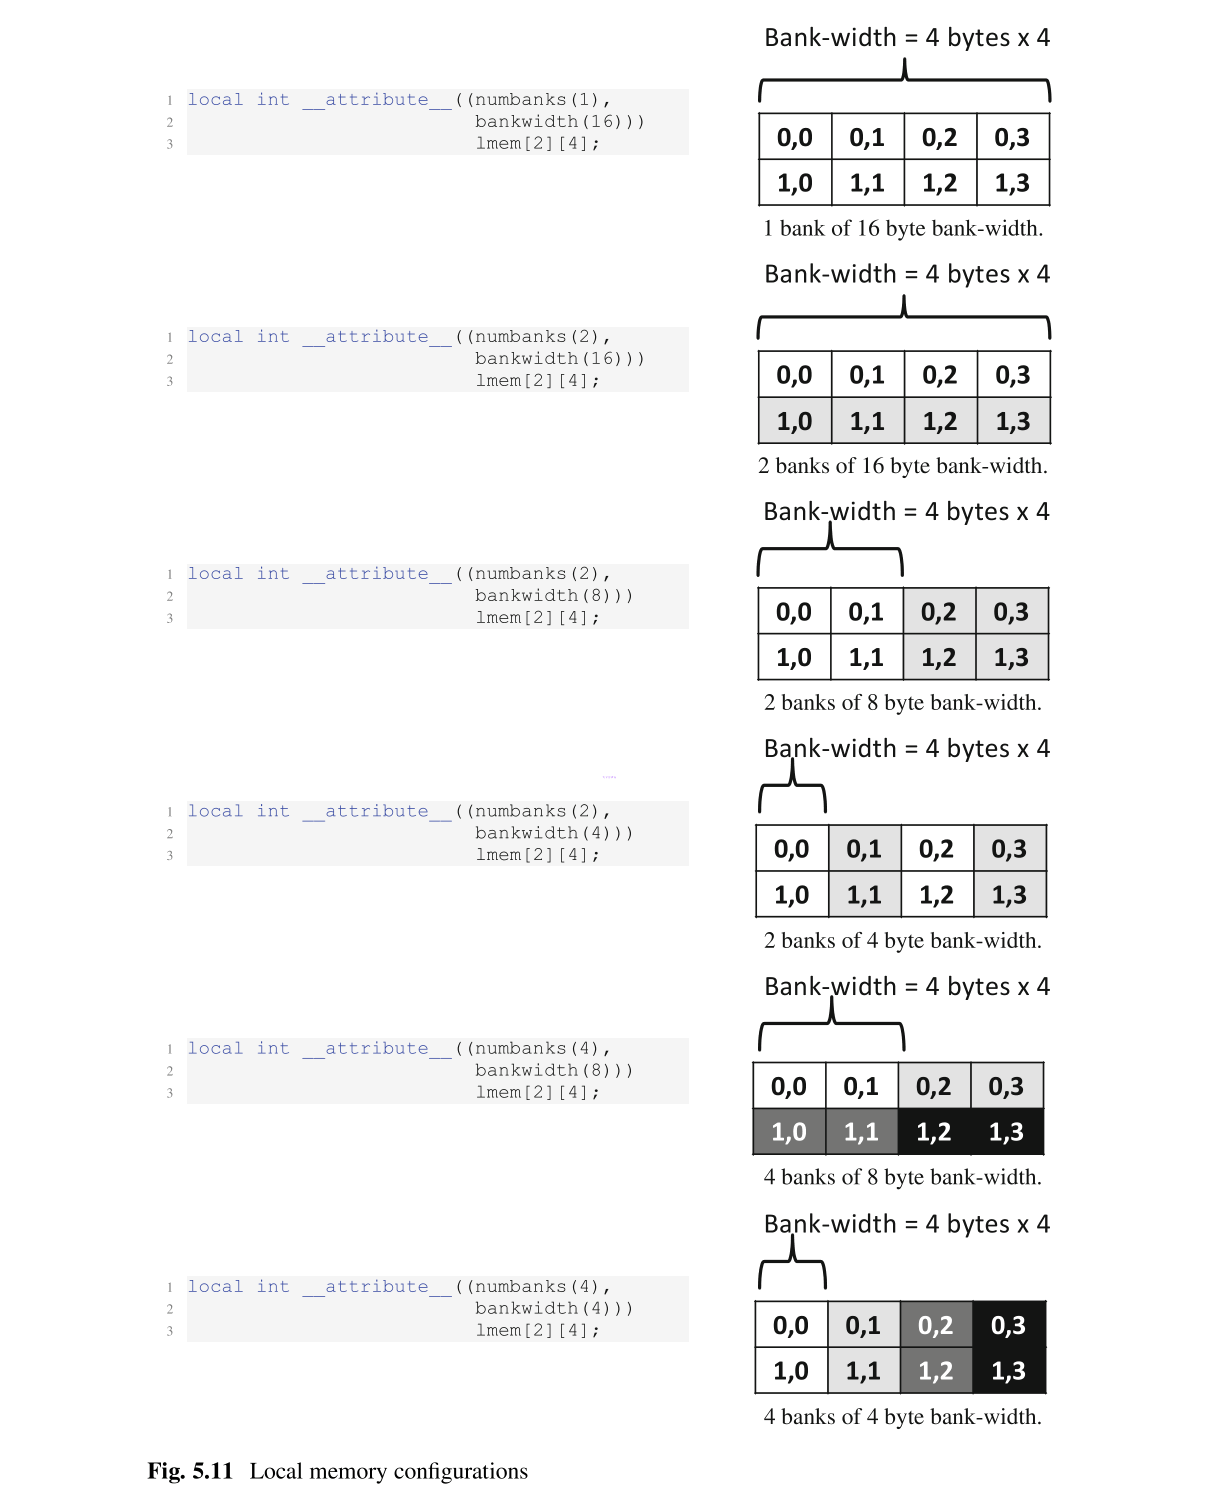 Bank-width = 4 bytes x 4
1 local int __attribute__((numbanks(1),
2 bankwidth(16)))
3 lmem[2][4];
0,0 0,1 0,2 0,3
1,0 1,1 1,2 1,3
1 bank of 16 byte bank-width.
Bank-width = 4 bytes x 4
1 local int __attribute__((numbanks(2),
2 bankwidth(16)))
3 lmem[2][4];
0,0 0,1 0,2 0,3
1,0 1,1 1,2 1,3
2 banks of 16 byte bank-width.
Bank-width = 4 bytes x 4
1 local int __attribute__((numbanks(2),
2 bankwidth(8)))
3 lmem[2][4];
0,0 0,1 0,2 0,3
1,0 1,1 1,2 1,3
2 banks of 8 byte bank-width.
Bank-width = 4 bytes x 4
1 local int __attribute__((numbanks(2),
2 bankwidth(4)))
3 lmem[2][4];
0,0 0,1 0,2 0,3
1,0 1,1 1,2 1,3
2 banks of 4 byte bank-width.
Bank-width = 4 bytes x 4
1 local int __attribute__((numbanks(4),
2 bankwidth(8)))
3 lmem[2][4];
0,0 0,1 0,2 0,3
1,0 1,1 1,2 1,3
4 banks of 8 byte bank-width.
Bank-width = 4 bytes x 4
1 local int __attribute__((numbanks(4),
2 bankwidth(4)))
3 lmem[2][4];
0,0 0,1 0,2 0,3
1,0 1,1 1,2 1,3
4 banks of 4 byte bank-width.
Fig. 5.11 Local memory configurations